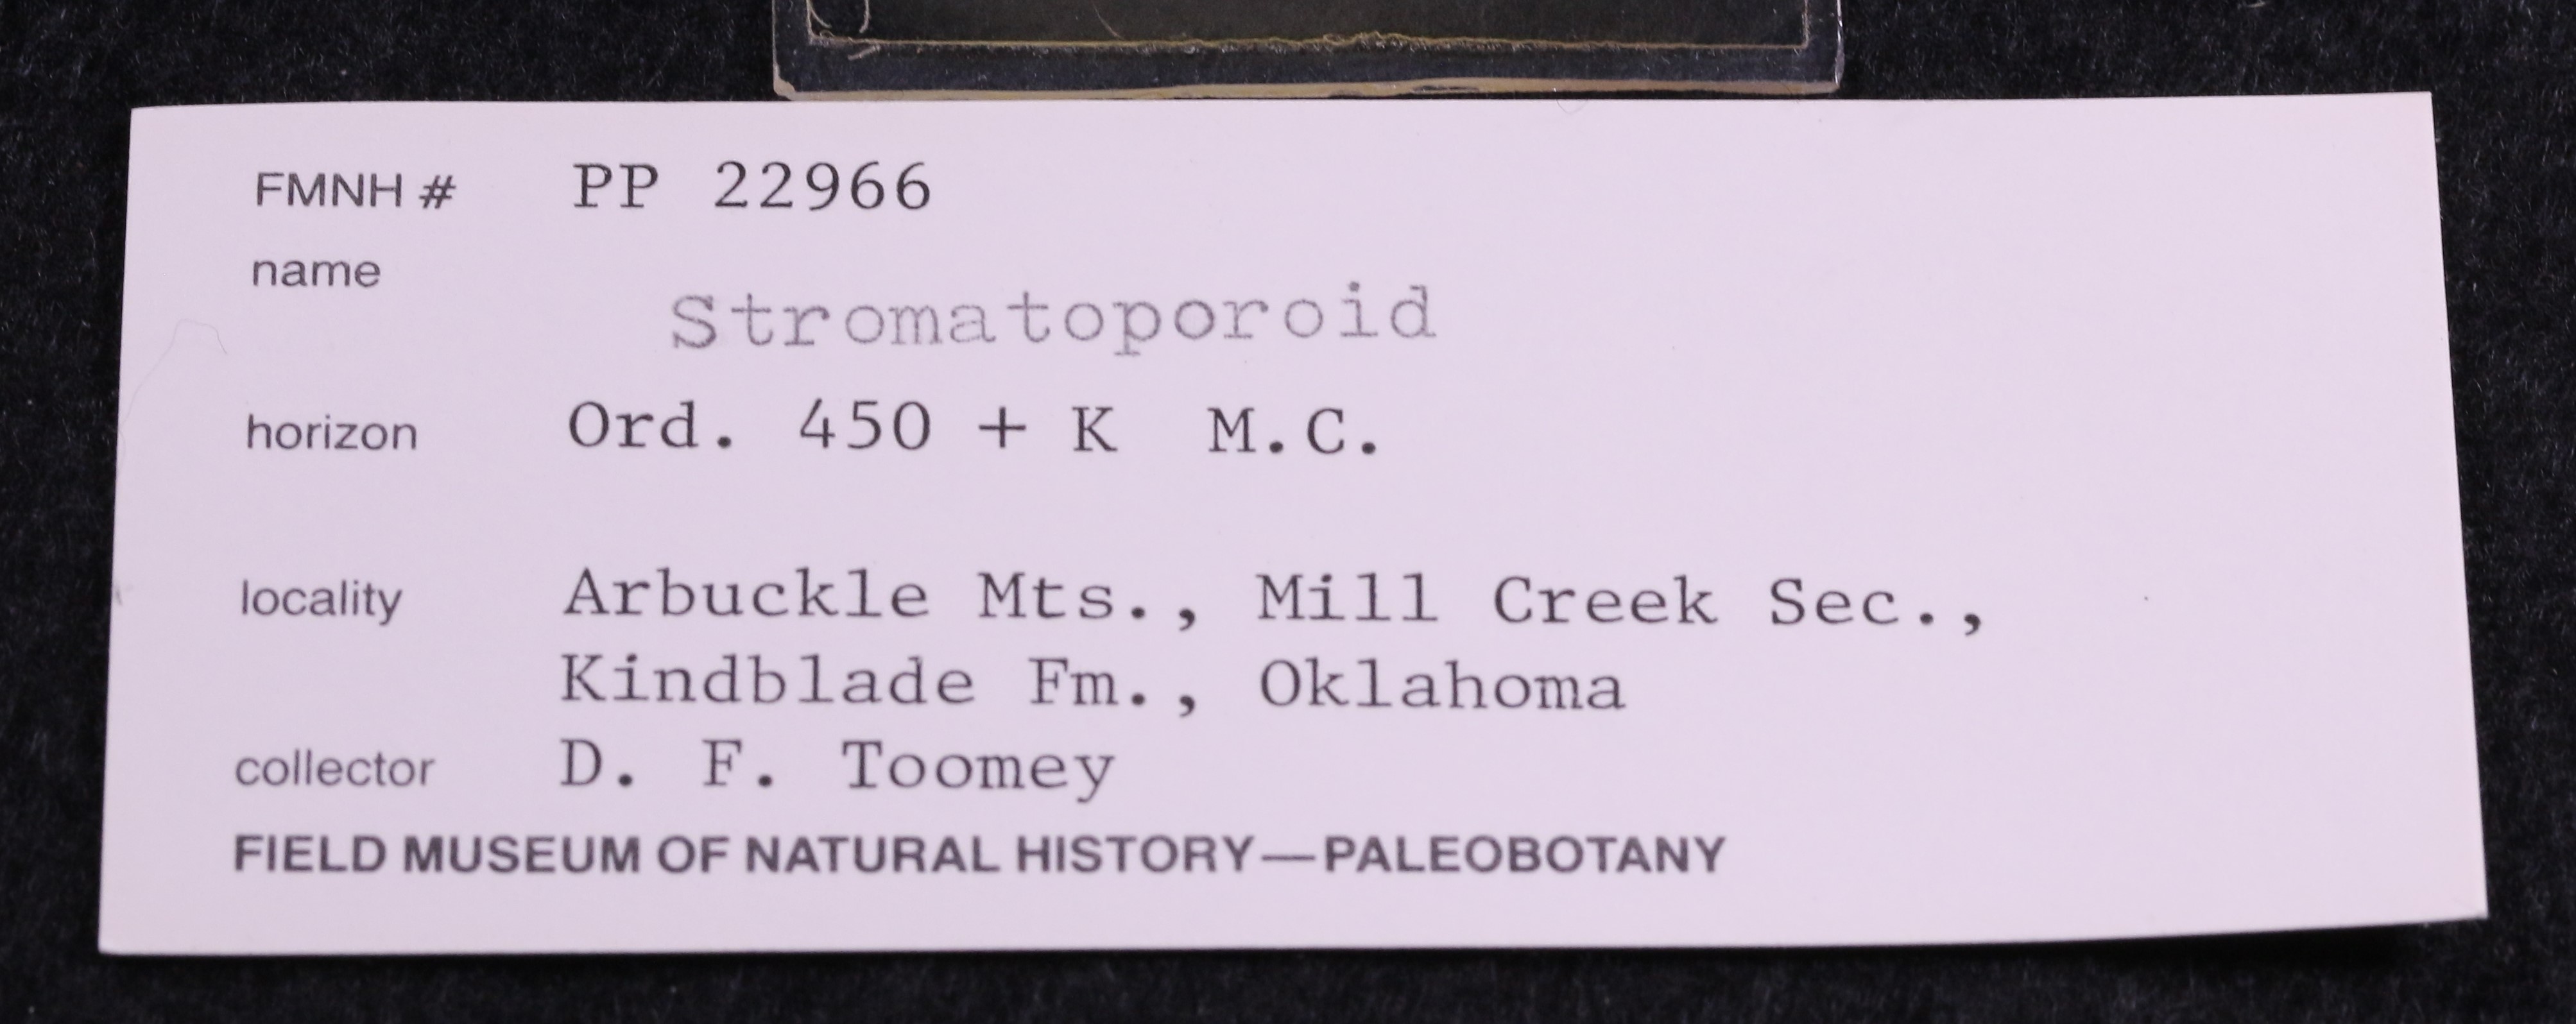 FMNH # PP 22966
name
Stromatoporoid
horizon Ord. 450 + K M.C.
locality Arbuckle Mts., Mill Creek Sec.,
Kindblade Fm., Oklahoma
collector D. F. Toomey
FIELD MUSEUM OF NATURAL HISTORY—PALEOBOTANY